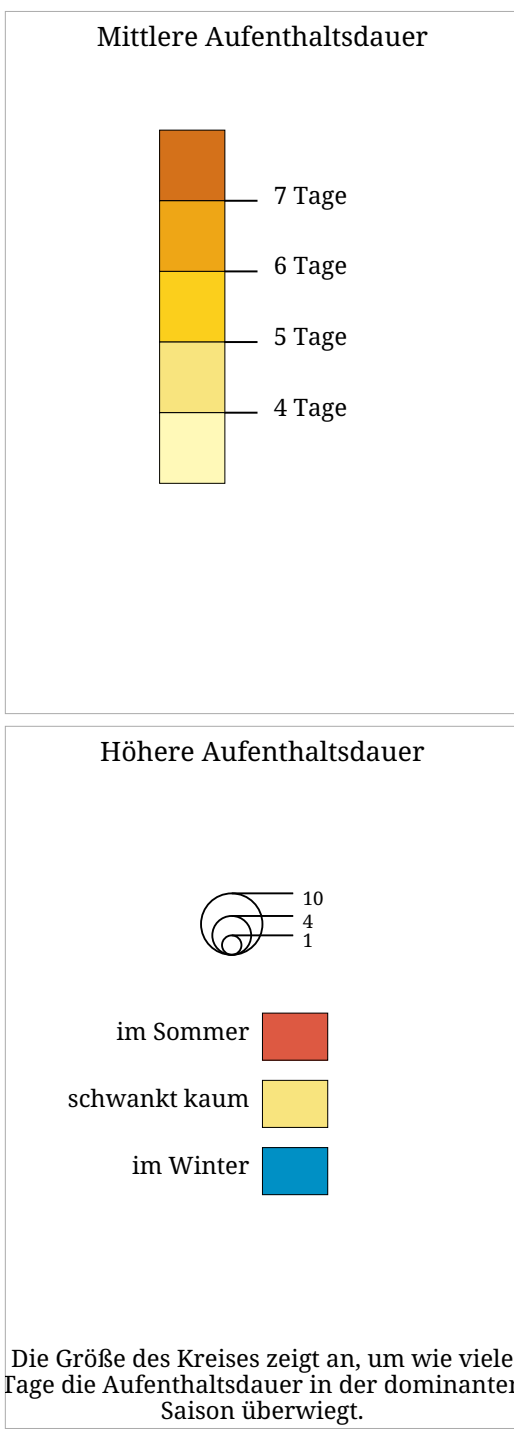 Mittlere Aufenthaltsdauer
7 Tage
6 Tage
5 Tage
4 Tage
Höhere Aufenthaltsdauer
10
4
1
im Sommer
schwankt kaum
im Winter
Die Größe des Kreises zeigt an, um wie viele
Tage die Aufenthaltsdauer in der dominanten
Saison überwiegt.